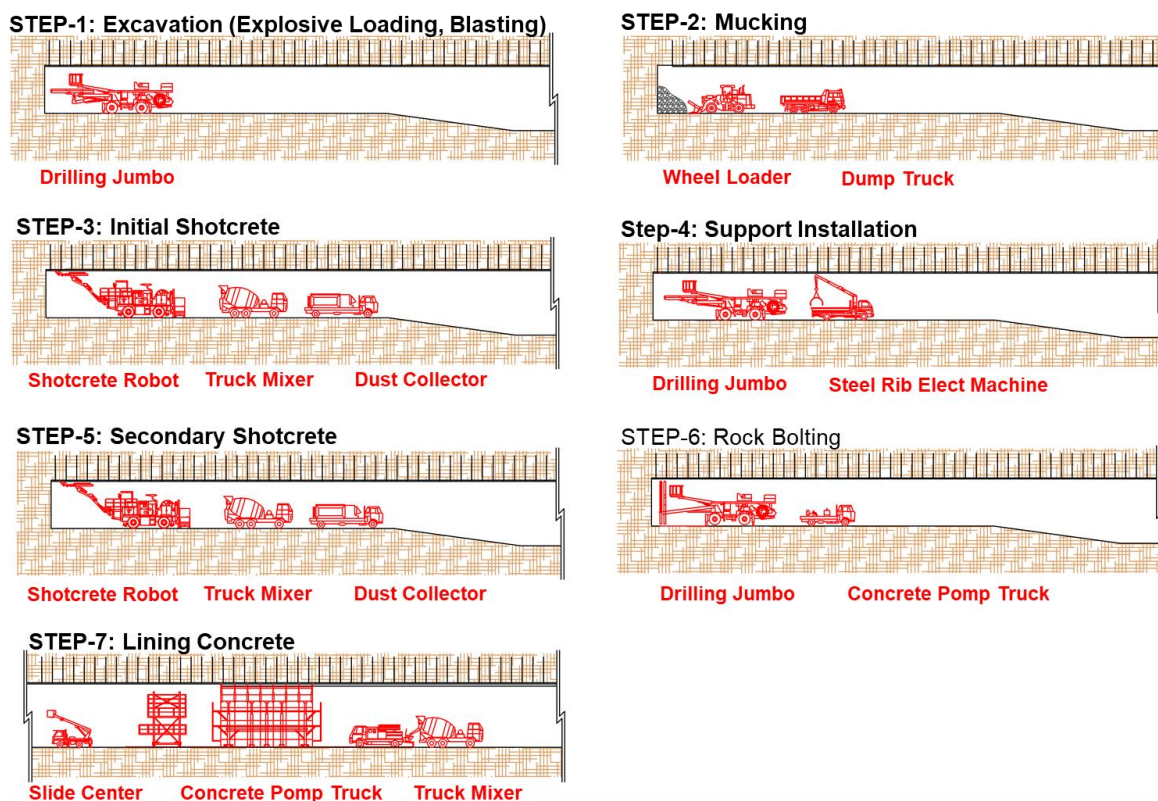 STEP-1: Excavation (Explosive Loading, Blasting)
Drilling Jumbo
STEP-2: Mucking
Wheel Loader Dump Truck
STEP-3: Initial Shotcrete
Shotcrete Robot Truck Mixer Dust Collector
Step-4: Support Installation
Drilling Jumbo Steel Rib Elect Machine
STEP-5: Secondary Shotcrete
Shotcrete Robot Truck Mixer Dust Collector
STEP-6: Rock Bolting
Drilling Jumbo Concrete Pomp Truck
STEP-7: Lining Concrete
Slide Center Concrete Pomp Truck Truck Mixer